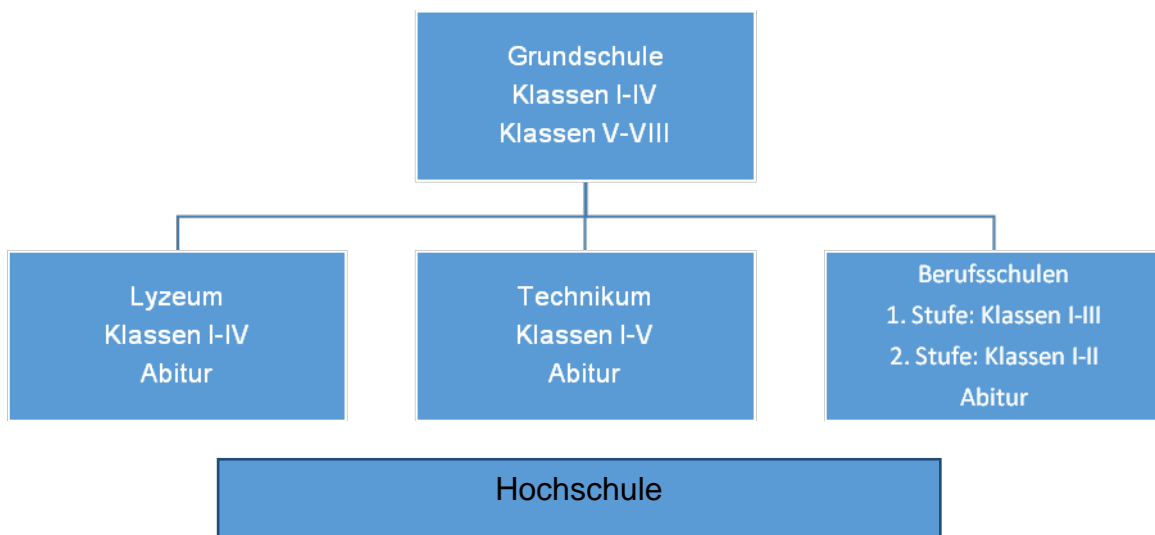 Grundschule
Klassen I-IV
Klassen V-VIII
Lyzeum
Klassen I-IV
Abitur
Technikum
Klassen I-V
Abitur
Berufsschulen
1. Stufe: Klassen I-III
2. Stufe: Klassen I-II
Abitur
Hochschule